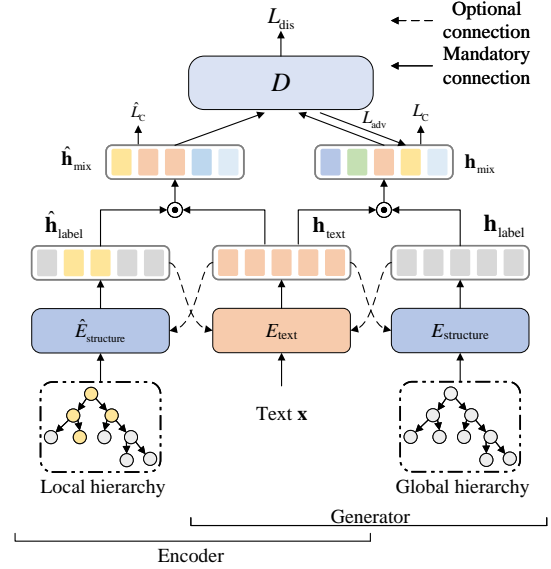 L_dis
Optional
connection
Mandatory
connection
D
L̂_C
L_adv
L_C
ĥ_mix
h_mix
ĥ_label
h_text
h_label
Ê_structure
E_text
E_structure
Text x
Local hierarchy
Global hierarchy
Generator
Encoder